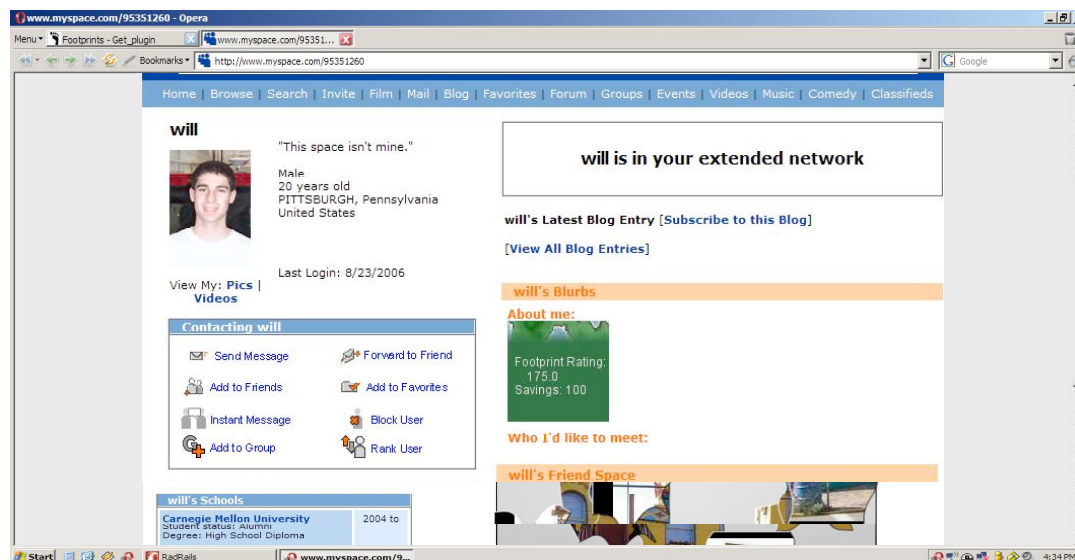 www.myspace.com/95351260 - Opera
Menu Footprints - Get_plugin www.myspace.com/95351...
Bookmarks http://www.myspace.com/95351260 Google
Home | Browse | Search | Invite | Film | Mail | Blog | Favorites | Forum | Groups | Events | Videos | Music | Comedy | Classifieds
will
"This space isn't mine."
Male
20 years old
PITTSBURGH, Pennsylvania
United States
Last Login: 8/23/2006
View My: Pics |
Videos
Contacting will
Send Message Forward to Friend
Add to Friends Add to Favorites
Instant Message Block User
Add to Group Rank User
will's Schools
Carnegie Mellon University 2004 to
Student status: Alumni
Degree: High School Diploma
will is in your extended network
will's Latest Blog Entry [Subscribe to this Blog]
[View All Blog Entries]
will's Blurbs
About me:
Footprint Rating:
175.0
Savings: 100
Who I'd like to meet:
will's Friend Space
Start RadRails www.myspace.com/9... 4:34 PM